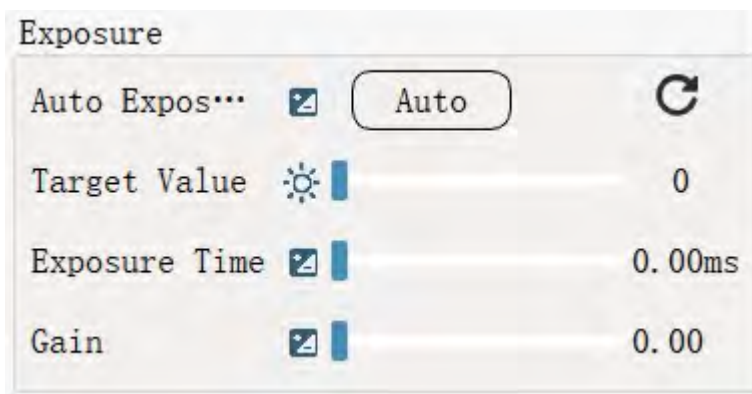 Exposure
Auto Expos… Auto
Target Value 0
Exposure Time 0.00ms
Gain 0.00